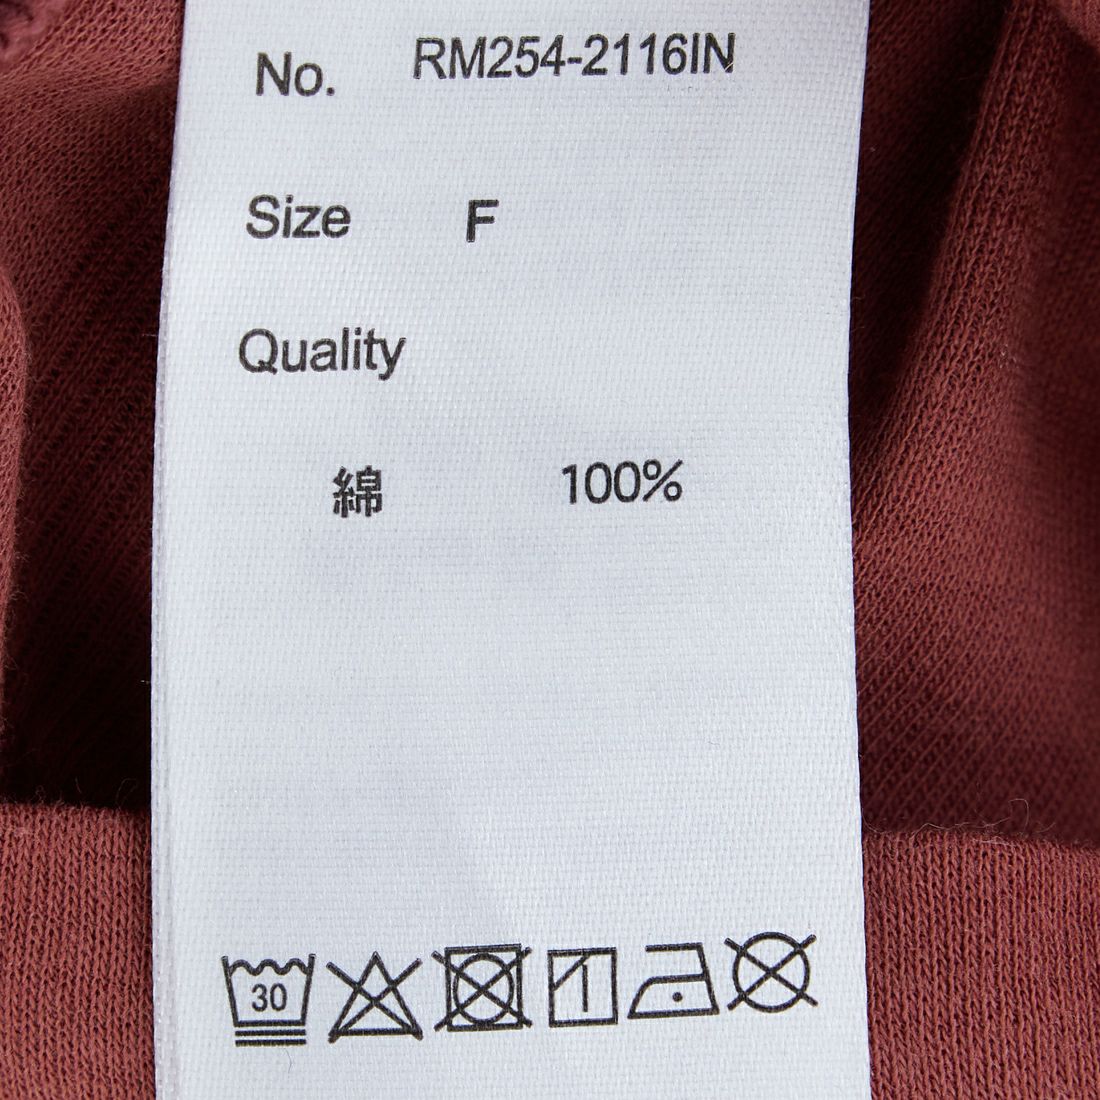 No. RM254-2116IN
Size F
Quality
綿 100%
30